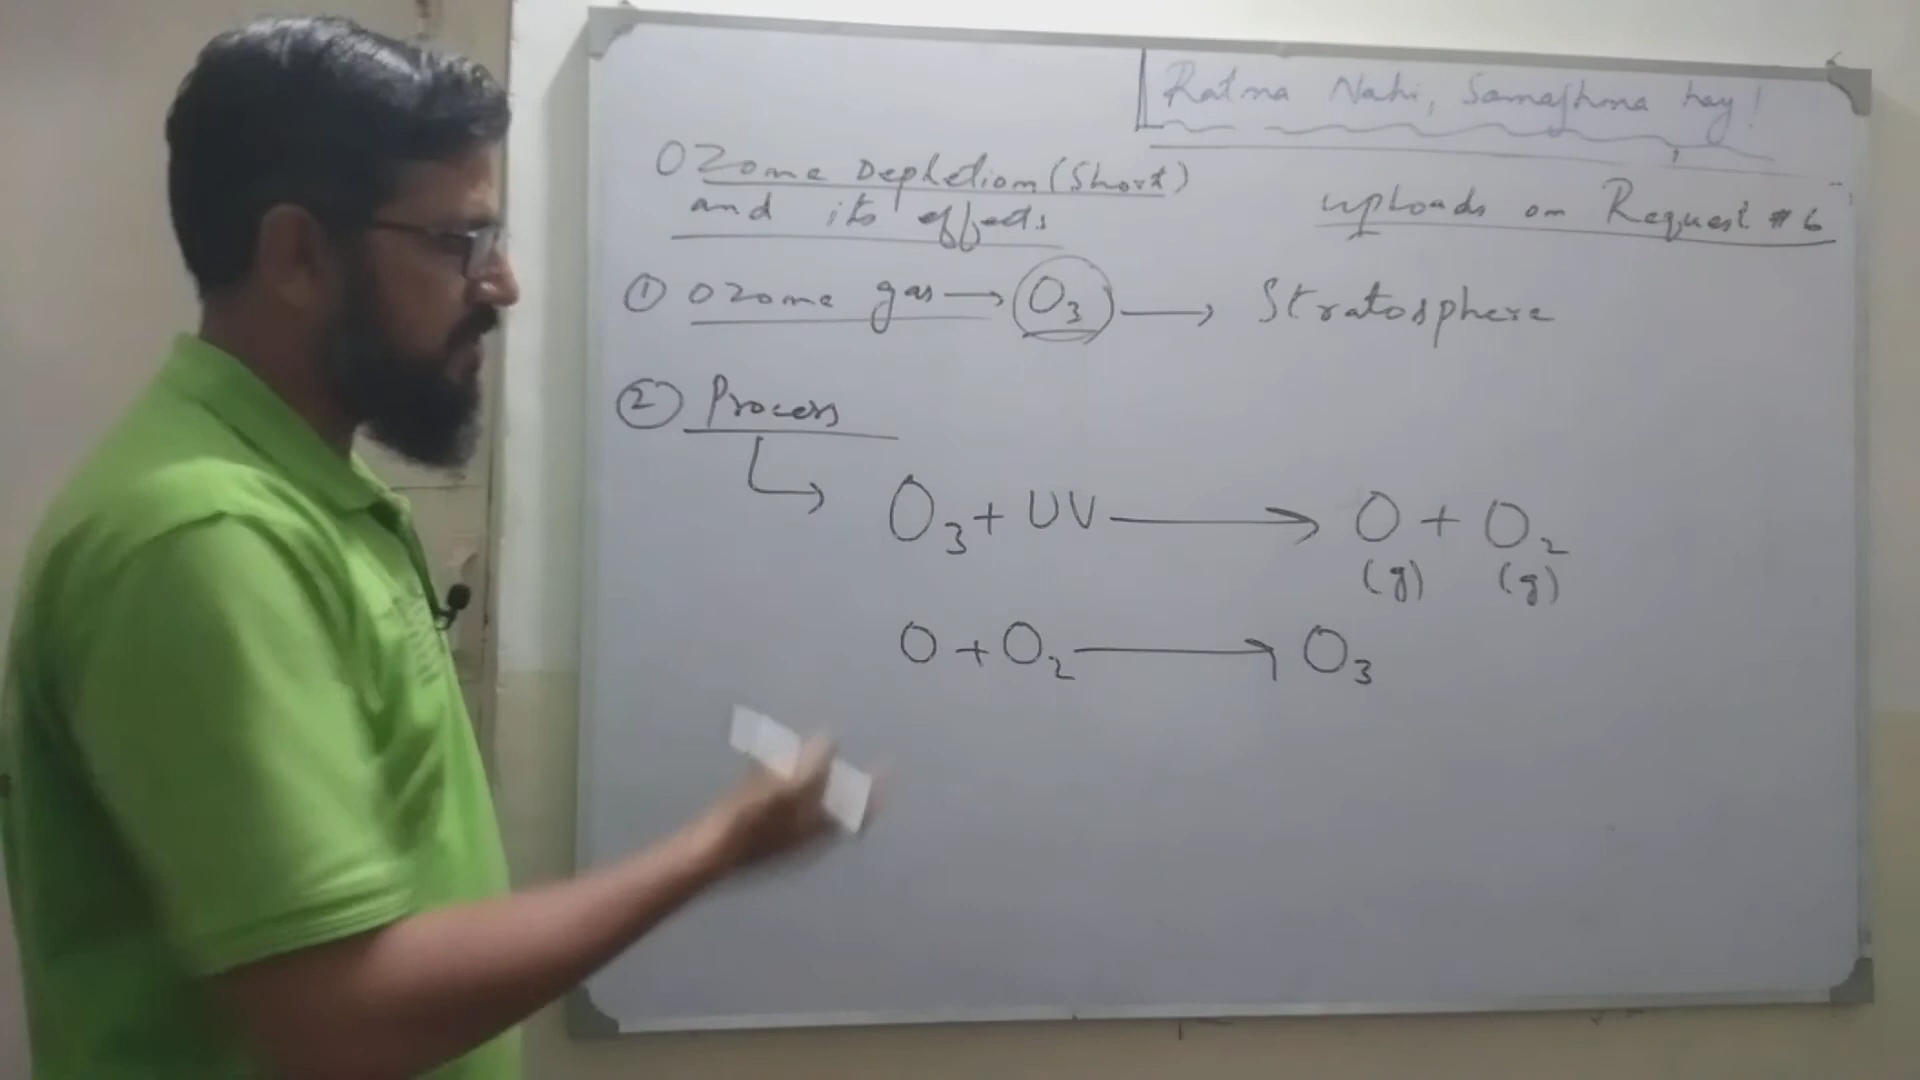 Ratna Nahi, Samajhna hay!
Ozone Depletion (Short)
and its effects
uploads on Request #6
① Ozone gas → O₃ → Stratosphere
② Process
O₃ + UV → O + O₂
(g) (g)
O + O₂ → O₃